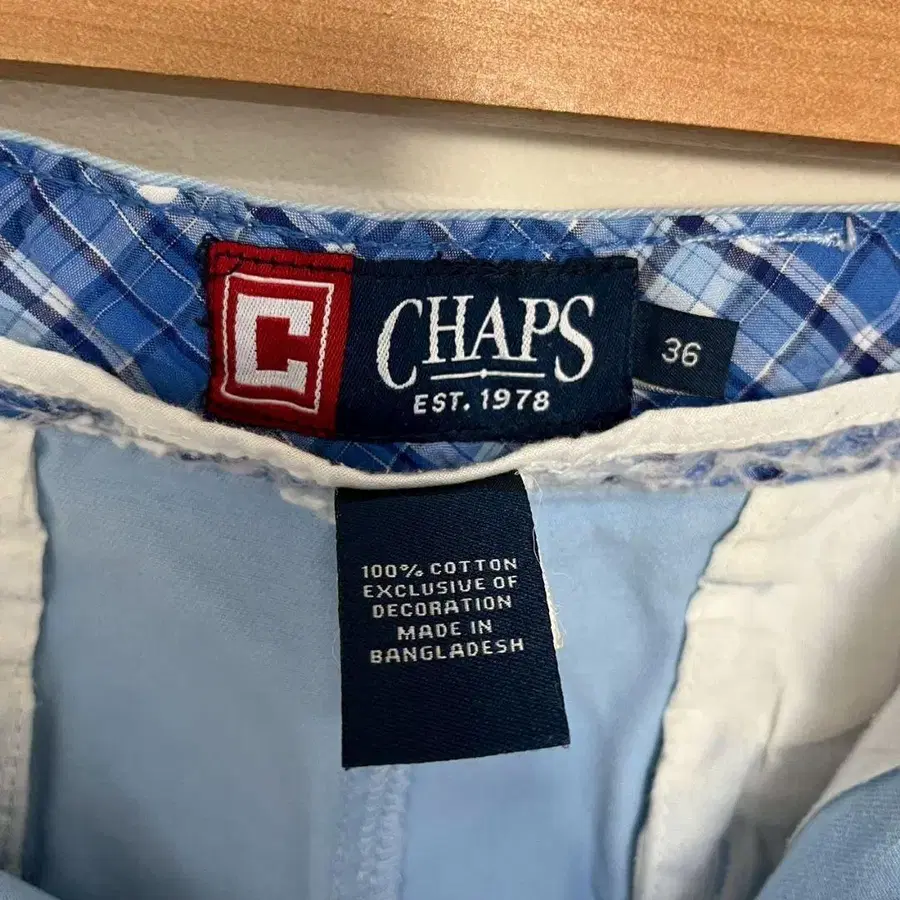 C
CHAPS
EST. 1978
36
100% COTTON
EXCLUSIVE OF
DECORATION
MADE IN
BANGLADESH